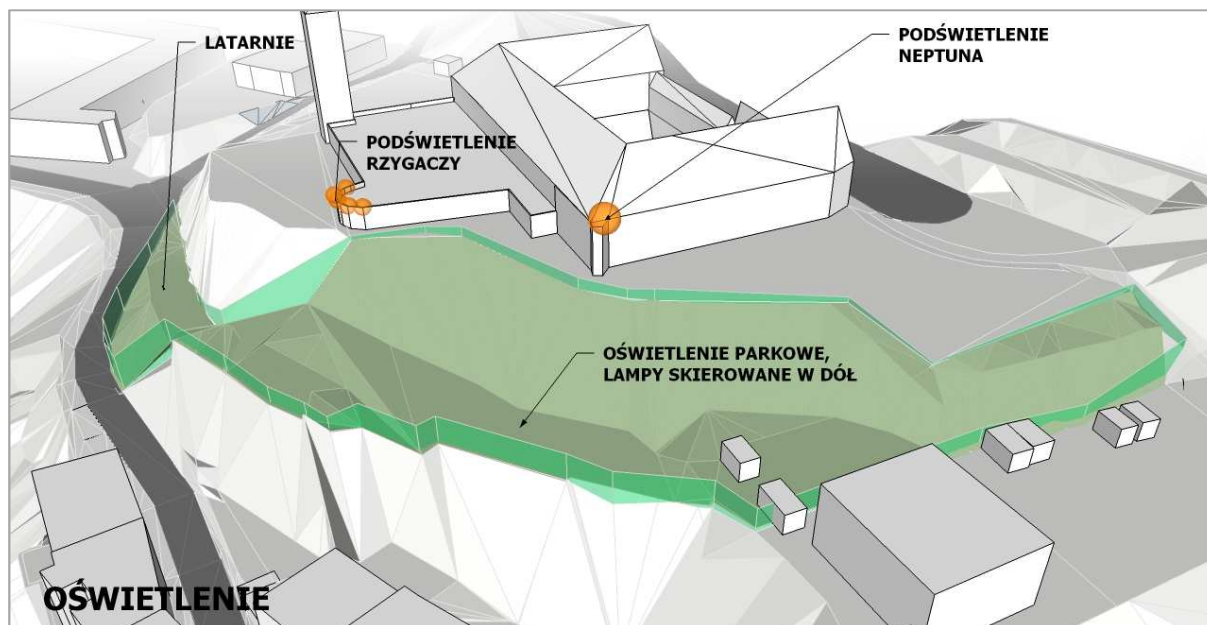 LATARNIE
PODŚWIETLENIE
NEPTUNA
PODŚWIETLENIE
RZYGACZY
OŚWIETLENIE PARKOWE,
LAMPY SKIEROWANE W DÓŁ
OŚWIETLENIE